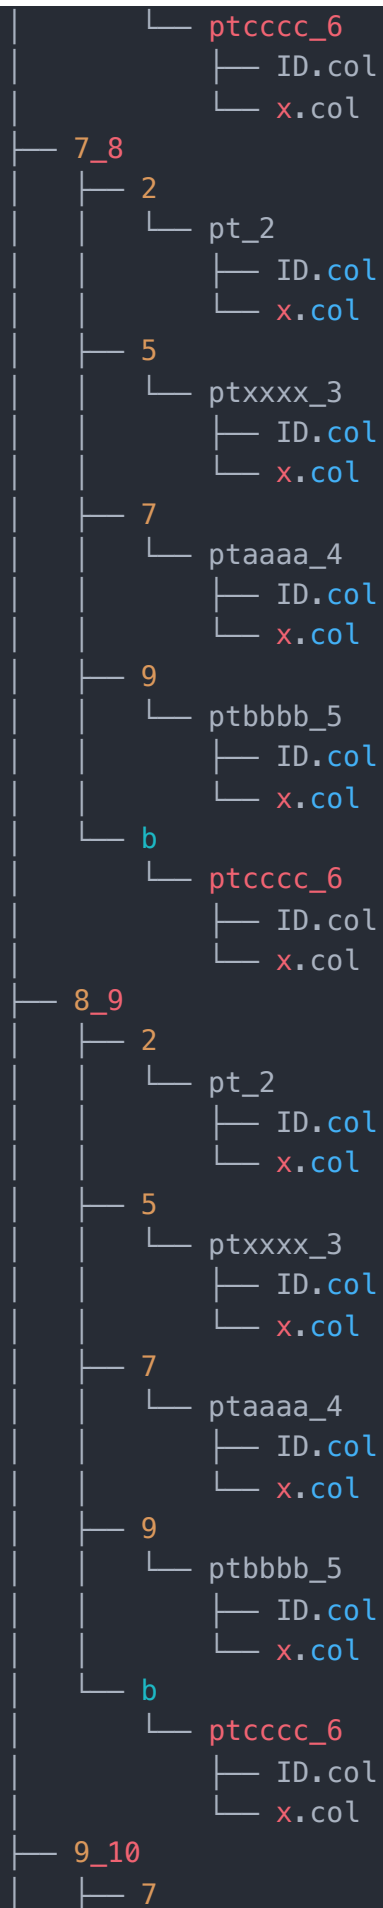 │       └── ptcccc_6
│           ├── ID.col
│           └── x.col
├── 7_8
│   ├── 2
│   │   └── pt_2
│   │       ├── ID.col
│   │       └── x.col
│   ├── 5
│   │   └── ptxxxx_3
│   │       ├── ID.col
│   │       └── x.col
│   ├── 7
│   │   └── ptaaaa_4
│   │       ├── ID.col
│   │       └── x.col
│   ├── 9
│   │   └── ptbbbb_5
│   │       ├── ID.col
│   │       └── x.col
│   └── b
│       └── ptcccc_6
│           ├── ID.col
│           └── x.col
├── 8_9
│   ├── 2
│   │   └── pt_2
│   │       ├── ID.col
│   │       └── x.col
│   ├── 5
│   │   └── ptxxxx_3
│   │       ├── ID.col
│   │       └── x.col
│   ├── 7
│   │   └── ptaaaa_4
│   │       ├── ID.col
│   │       └── x.col
│   ├── 9
│   │   └── ptbbbb_5
│   │       ├── ID.col
│   │       └── x.col
│   └── b
│       └── ptcccc_6
│           ├── ID.col
│           └── x.col
├── 9_10
│   ├── 7